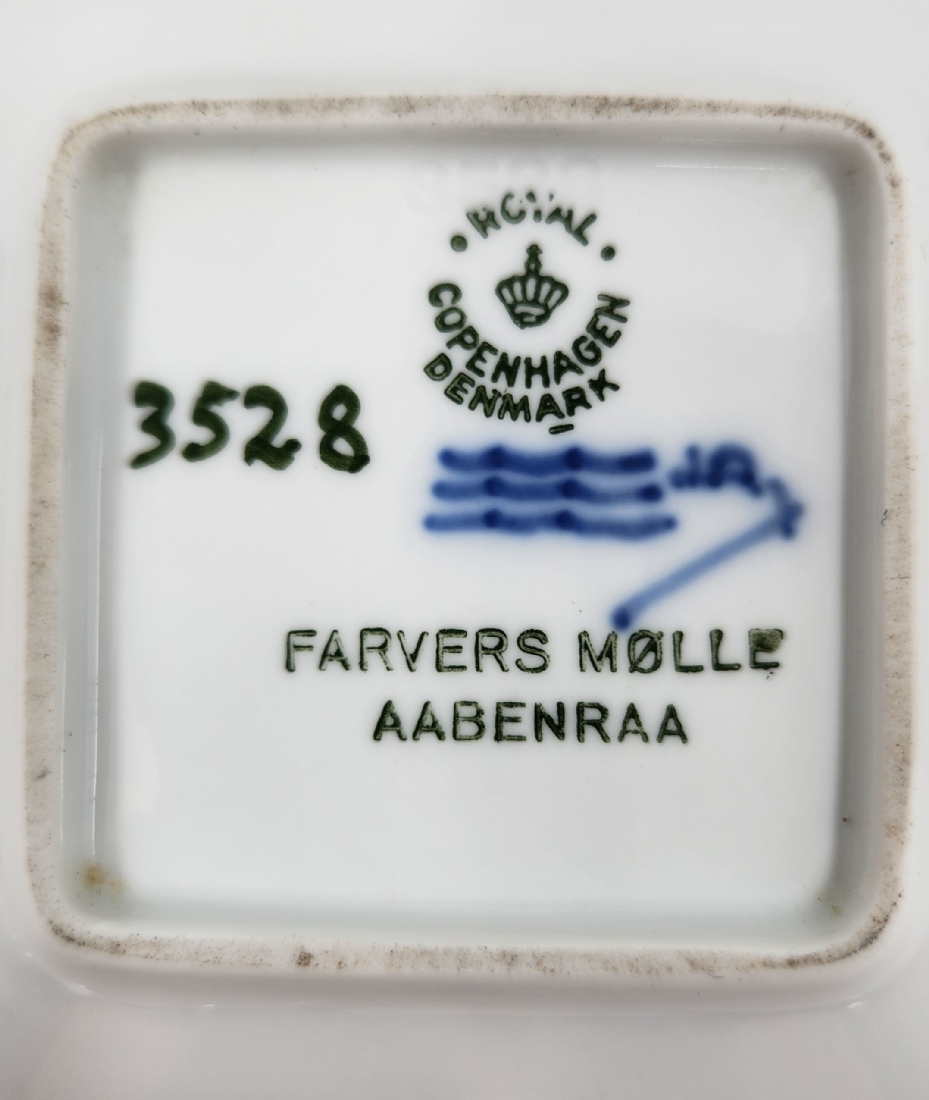 • ROYAL •
COPENHAGEN
DENMARK
3528
FARVERS MØLLE
AABENRAA